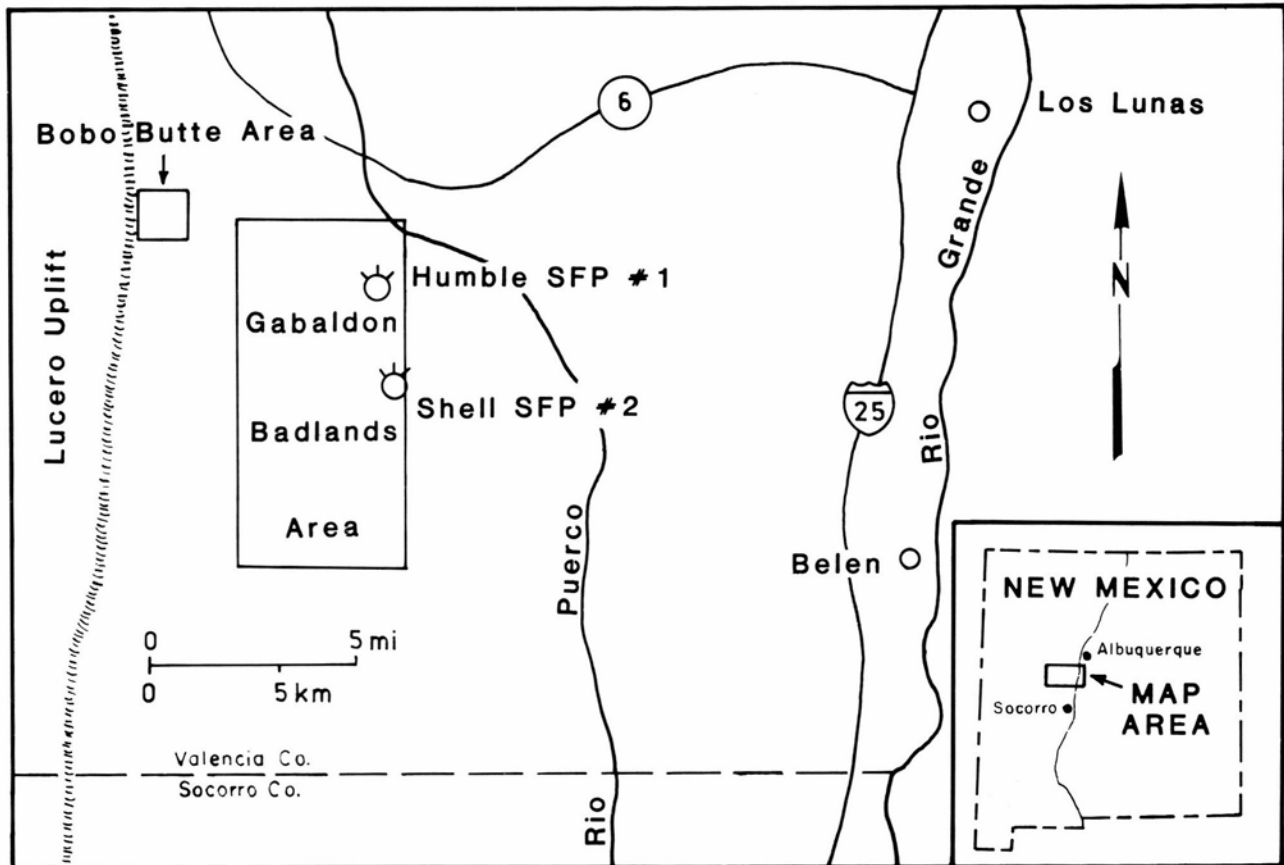 6
Los Lunas
Bobo Butte Area
Rio Grande
N
Humble SFP #1
Lucero Uplift
Gabaldon
Shell SFP #2
25
Badlands
Area
Rio Puerco
Belen
NEW MEXICO
Albuquerque
MAP
AREA
Socorro
0 5 mi
0 5 km
Valencia Co.
Socorro Co.